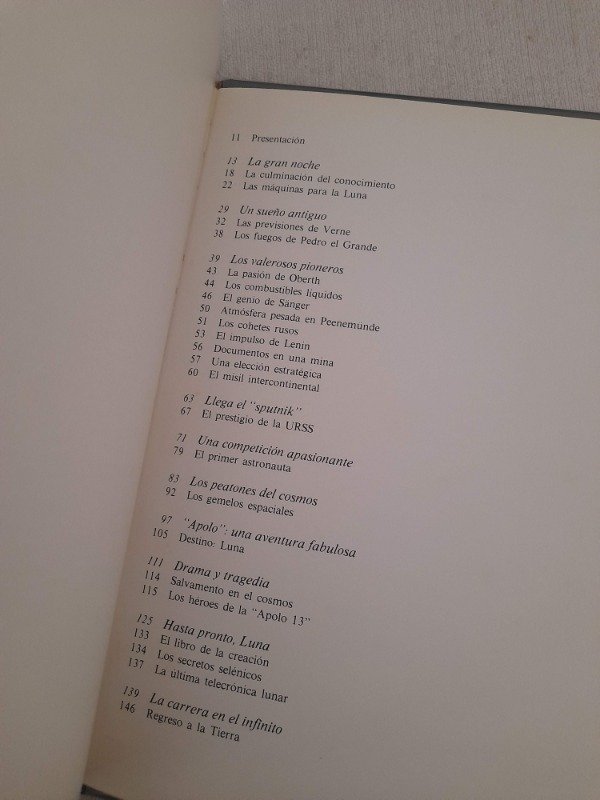 11 Presentación
13 La gran noche
18 La culminación del conocimiento
22 Las máquinas para la Luna
29 Un sueño antiguo
32 Las previsiones de Verne
38 Los fuegos de Pedro el Grande
39 Los valerosos pioneros
43 La pasión de Oberth
44 Los combustibles líquidos
46 El genio de Sänger
50 Atmósfera pesada en Peenemunde
51 Los cohetes rusos
53 El impulso de Lenin
56 Documentos en una mina
57 Una elección estratégica
60 El misil intercontinental
63 Llega el "sputnik"
67 El prestigio de la URSS
71 Una competición apasionante
79 El primer astronauta
83 Los peatones del cosmos
92 Los gemelos espaciales
97 "Apolo": una aventura fabulosa
105 Destino: Luna
111 Drama y tragedia
114 Salvamento en el cosmos
115 Los héroes de la "Apolo 13"
125 Hasta pronto, Luna
133 El libro de la creación
134 Los secretos selénicos
137 La última telecrónica lunar
139 La carrera en el infinito
146 Regreso a la Tierra